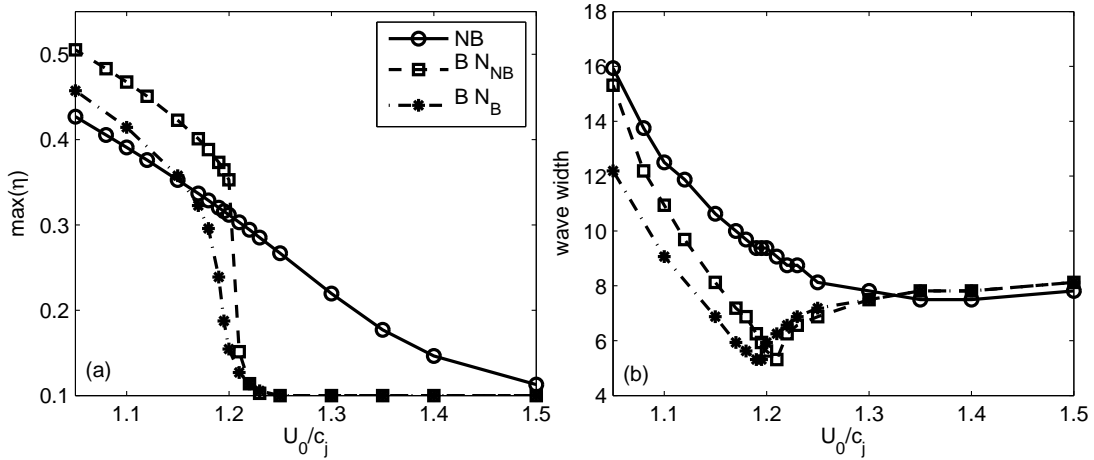 0.5
0.4
0.3
0.2
0.1
max(η)
NB
B N_NB
B N_B
(a)
1.1 1.2 1.3 1.4 1.5
U_0/c_j
18
16
14
12
10
8
6
4
wave width
(b)
1.1 1.2 1.3 1.4 1.5
U_0/c_j